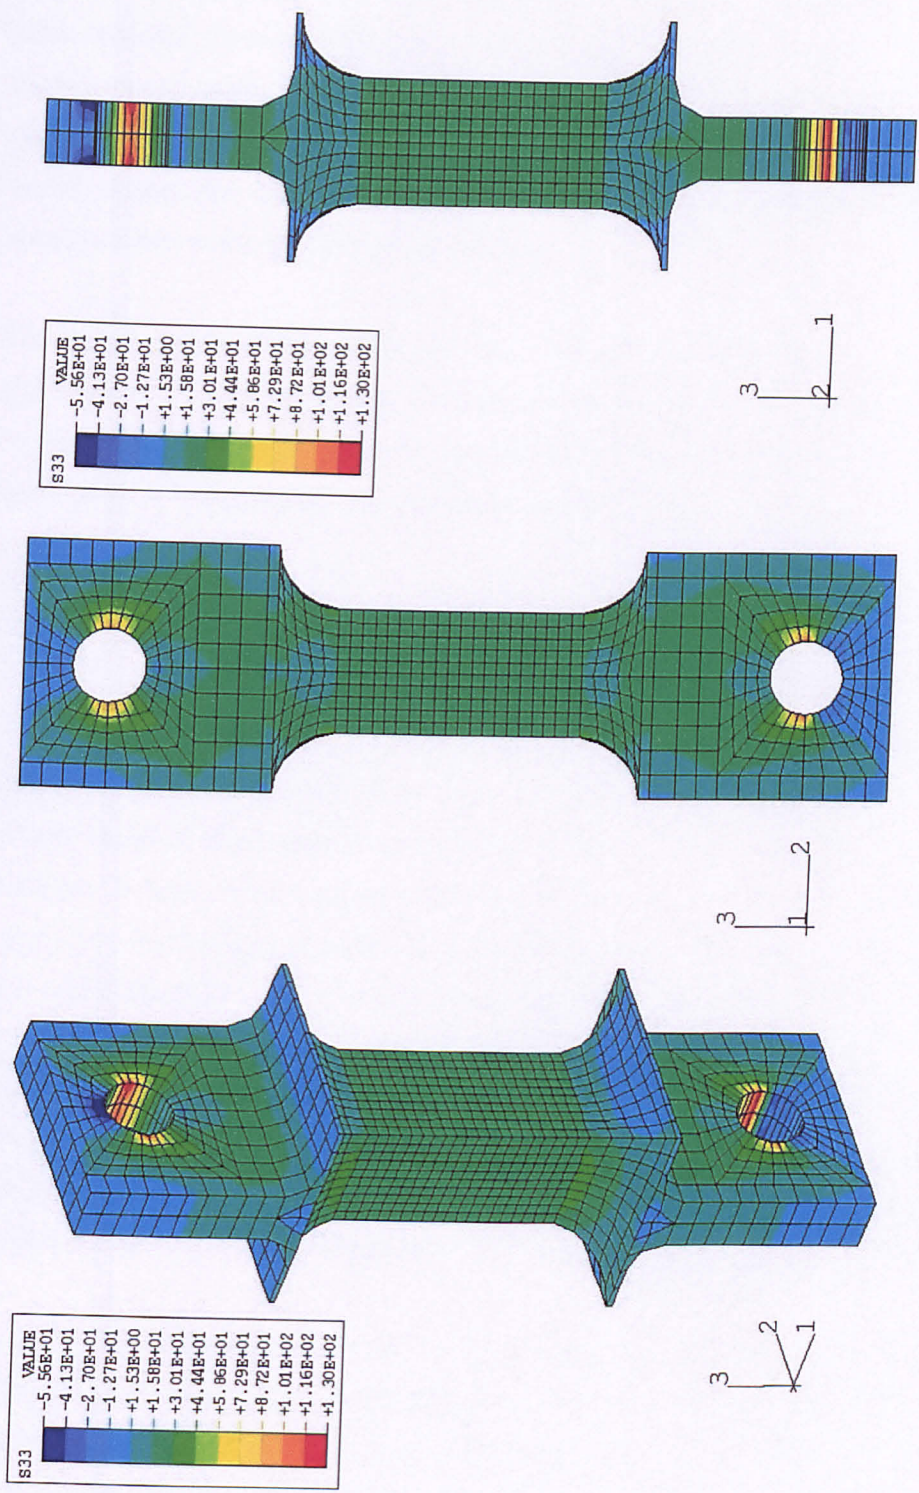 S33 VALUE
-5.56E+01
-4.13E+01
-2.70E+01
-1.27E+01
+1.53E+00
+1.58E+01
+3.01E+01
+4.44E+01
+5.86E+01
+7.29E+01
+8.72E+01
+1.01E+02
+1.16E+02
+1.30E+02
3
2
1
3
1
2
S33 VALUE
-5.56E+01
-4.13E+01
-2.70E+01
-1.27E+01
+1.53E+00
+1.58E+01
+3.01E+01
+4.44E+01
+5.86E+01
+7.29E+01
+8.72E+01
+1.01E+02
+1.16E+02
+1.30E+02
3
2
1